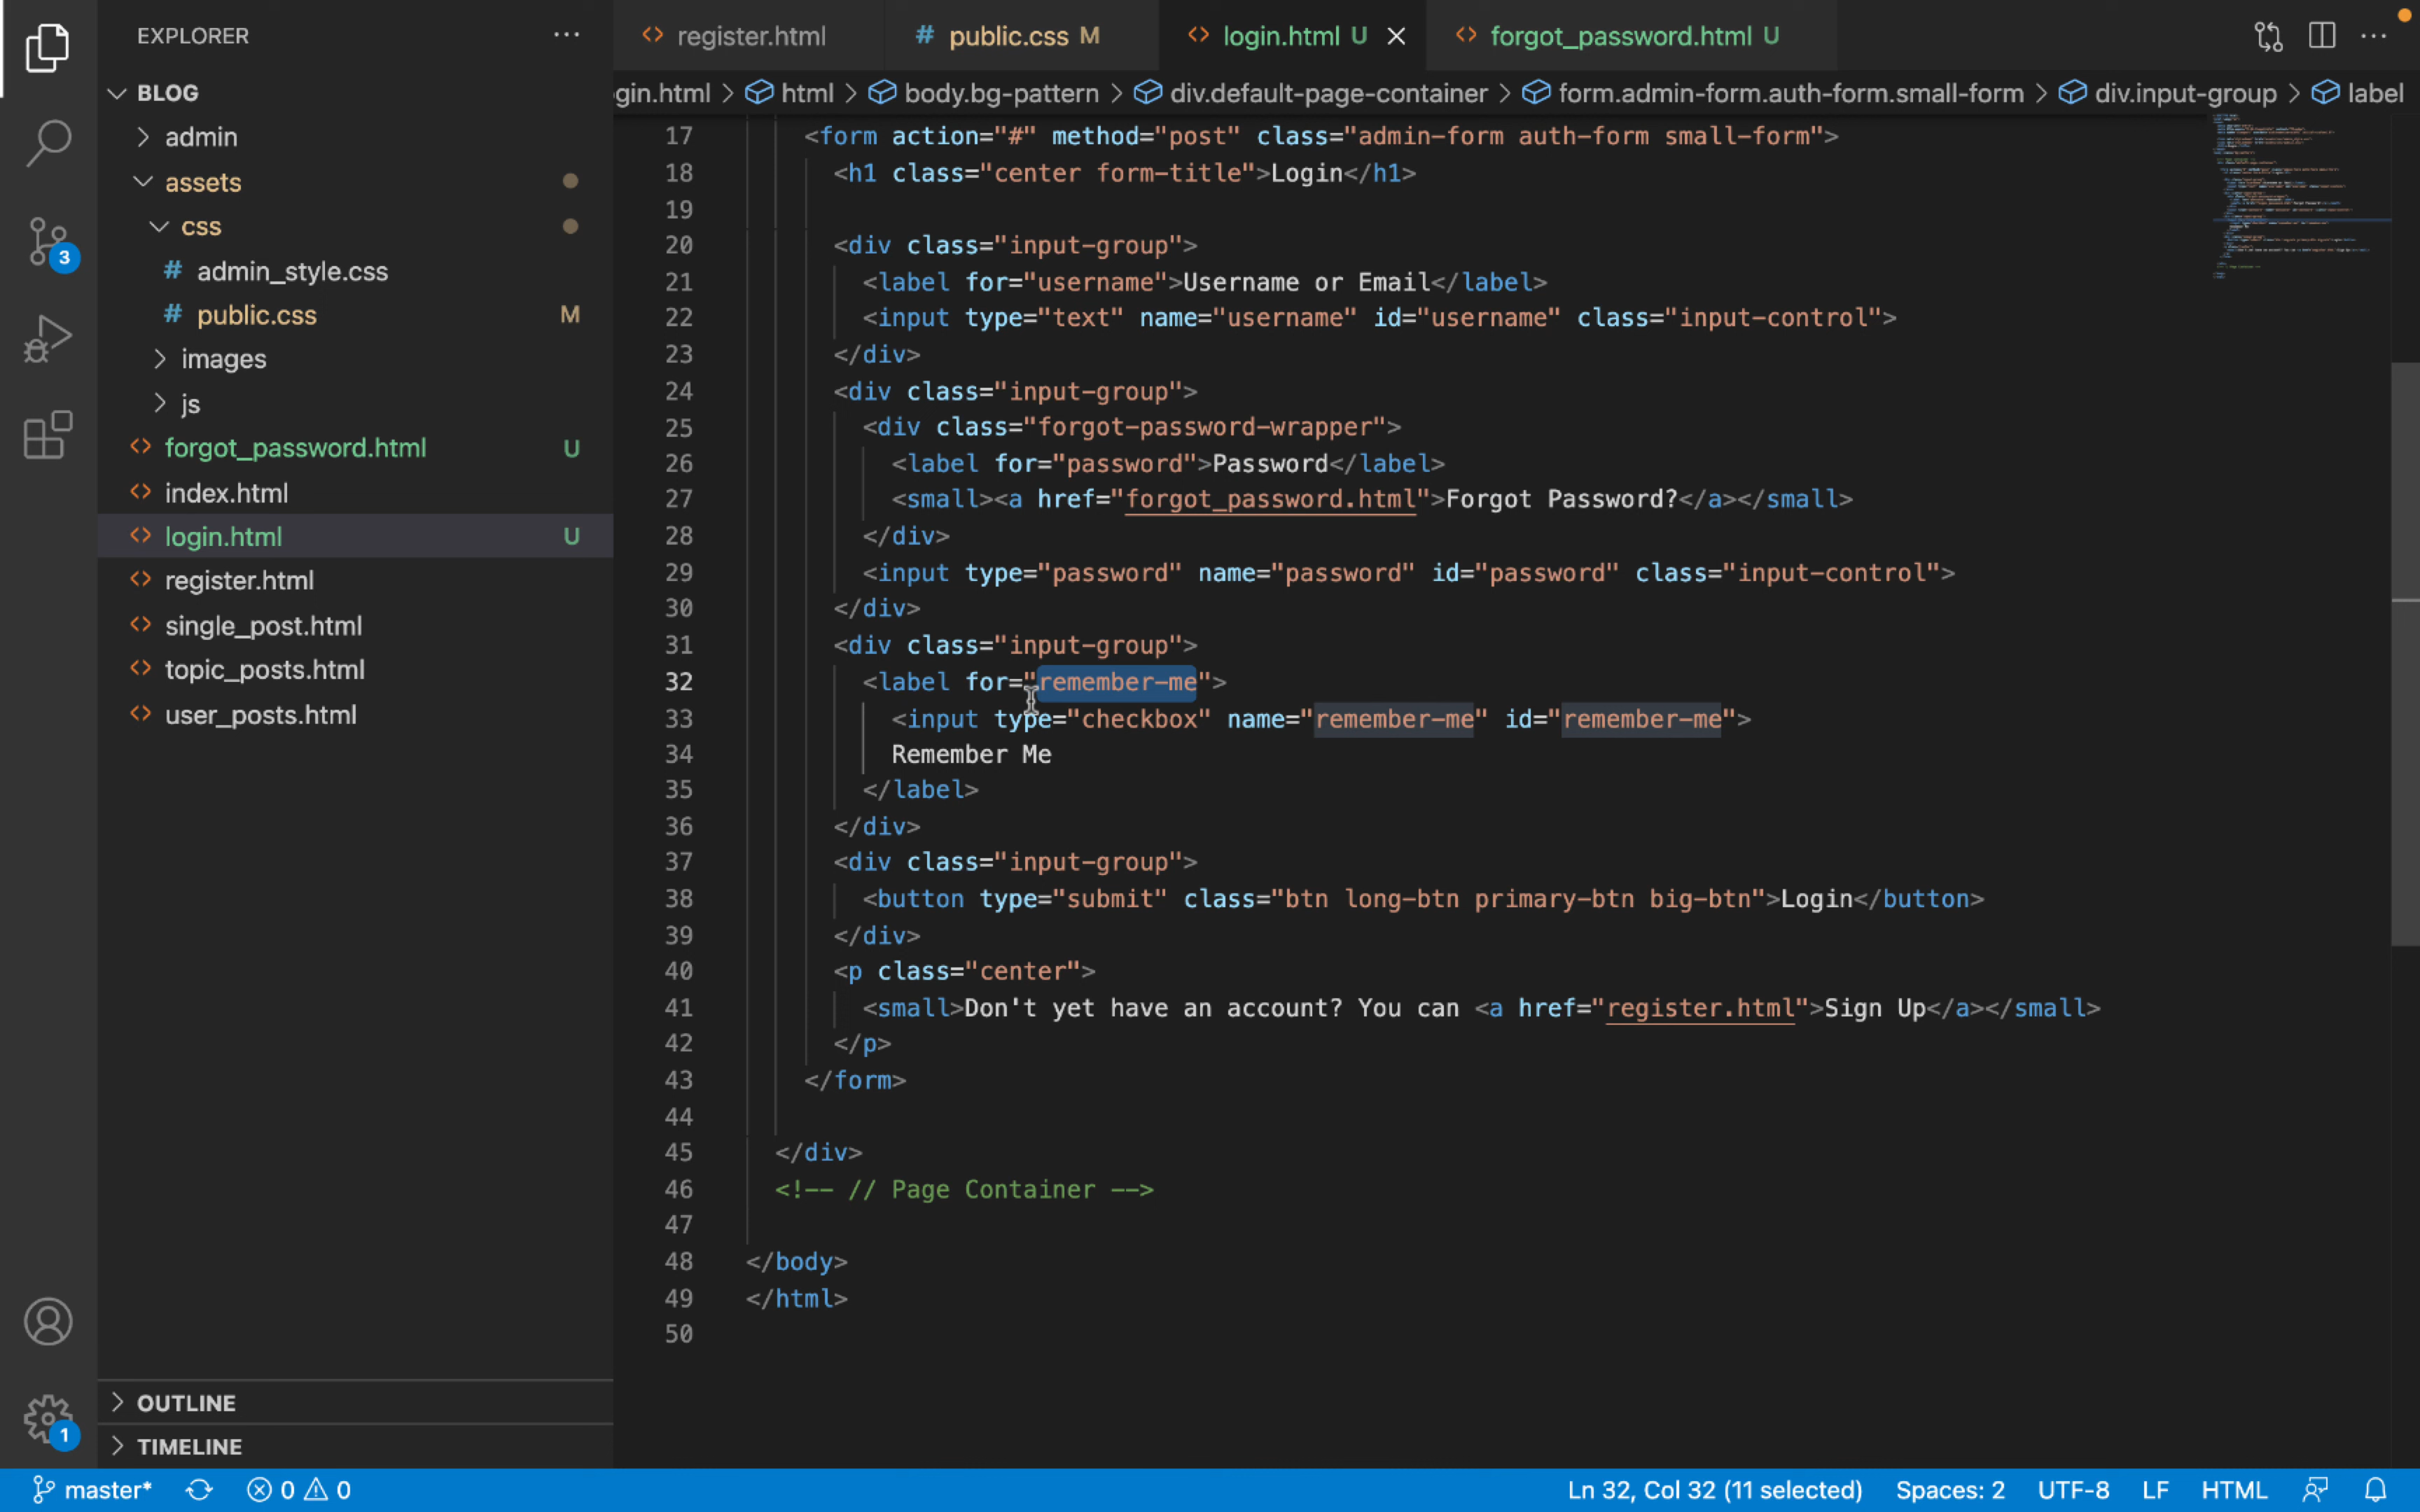 EXPLORER
BLOG
admin
assets
css
# admin_style.css
# public.css M
images
js
<> forgot_password.html U
<> index.html
<> login.html U
<> register.html
<> single_post.html
<> topic_posts.html
<> user_posts.html
OUTLINE
TIMELINE
3
1
<> register.html # public.css M <> login.html U <> forgot_password.html U
gin.html > html > body.bg-pattern > div.default-page-container > form.admin-form.auth-form.small-form > div.input-group > label
17 <form action="#" method="post" class="admin-form auth-form small-form">
18 <h1 class="center form-title">Login</h1>
19
20 <div class="input-group">
21 <label for="username">Username or Email</label>
22 <input type="text" name="username" id="username" class="input-control">
23 </div>
24 <div class="input-group">
25 <div class="forgot-password-wrapper">
26 <label for="password">Password</label>
27 <small><a href="forgot_password.html">Forgot Password?</a></small>
28 </div>
29 <input type="password" name="password" id="password" class="input-control">
30 </div>
31 <div class="input-group">
32 <label for="remember-me">
33 <input type="checkbox" name="remember-me" id="remember-me">
34 Remember Me
35 </label>
36 </div>
37 <div class="input-group">
38 <button type="submit" class="btn long-btn primary-btn big-btn">Login</button>
39 </div>
40 <p class="center">
41 <small>Don't yet have an account? You can <a href="register.html">Sign Up</a></small>
42 </p>
43 </form>
44
45 </div>
46 <!-- // Page Container -->
47
48 </body>
49 </html>
50
master* 0 0 Ln 32, Col 32 (11 selected) Spaces: 2 UTF-8 LF HTML